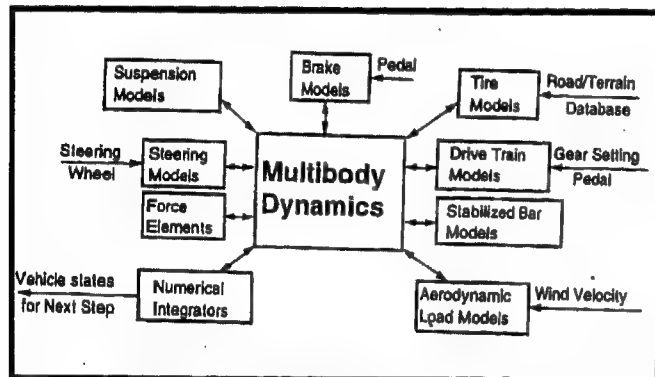 Suspension
Models
Brake
Models
Pedal
Tire
Models
Road/Terrain
Database
Steering
Wheel
Steering
Models
Multibody
Dynamics
Drive Train
Models
Gear Setting
Pedal
Force
Elements
Stabilized Bar
Models
Vehicle states
for Next Step
Numerical
Integrators
Aerodynamic
Load Models
Wind Velocity